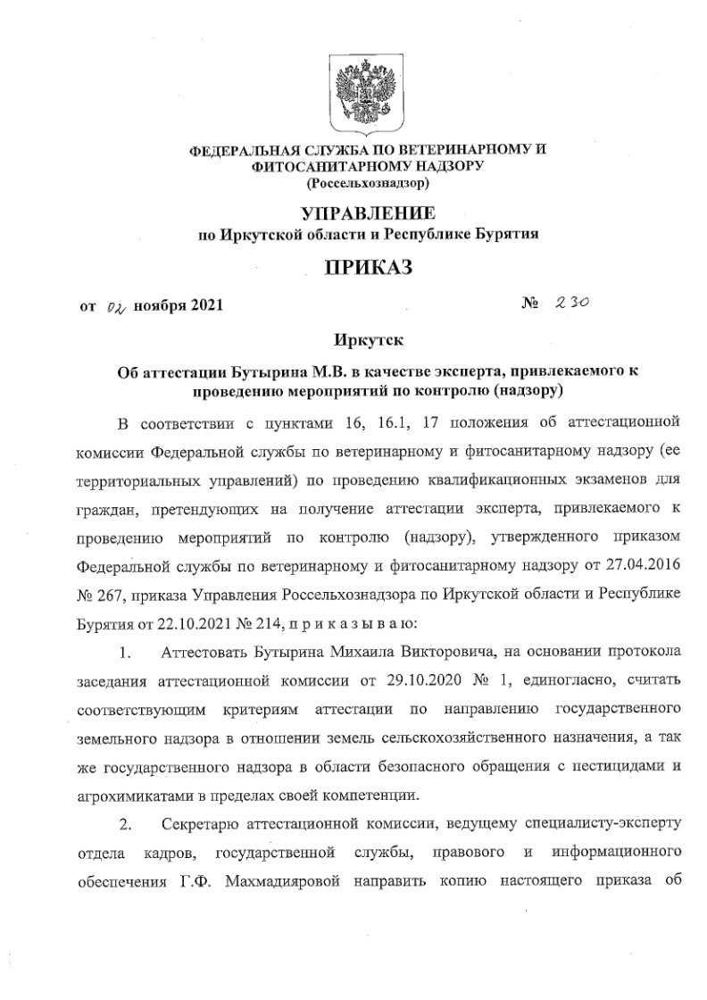 ФЕДЕРАЛЬНАЯ СЛУЖБА ПО ВЕТЕРИНАРНОМУ И
ФИТОСАНИТАРНОМУ НАДЗОРУ
(Россельхознадзор)
УПРАВЛЕНИЕ
по Иркутской области и Республике Бурятия
ПРИКАЗ
от 02 ноября 2021 № 230
Иркутск
Об аттестации Бутырина М.В. в качестве эксперта, привлекаемого к
проведению мероприятий по контролю (надзору)
В соответствии с пунктами 16, 16.1, 17 положения об аттестационной
комиссии Федеральной службы по ветеринарному и фитосанитарному надзору (ее
территориальных управлений) по проведению квалификационных экзаменов для
граждан, претендующих на получение аттестации эксперта, привлекаемого к
проведению мероприятий по контролю (надзору), утвержденного приказом
Федеральной службы по ветеринарному и фитосанитарному надзору от 27.04.2016
№ 267, приказа Управления Россельхознадзора по Иркутской области и Республике
Бурятия от 22.10.2021 № 214, п р и к а з ы в а ю:
1. Аттестовать Бутырина Михаила Викторовича, на основании протокола
заседания аттестационной комиссии от 29.10.2020 № 1, единогласно, считать
соответствующим критериям аттестации по направлению государственного
земельного надзора в отношении земель сельскохозяйственного назначения, а так
же государственного надзора в области безопасного обращения с пестицидами и
агрохимикатами в пределах своей компетенции.
2. Секретарю аттестационной комиссии, ведущему специалисту-эксперту
отдела кадров, государственной службы, правового и информационного
обеспечения Г.Ф. Махмадияровой направить копию настоящего приказа об